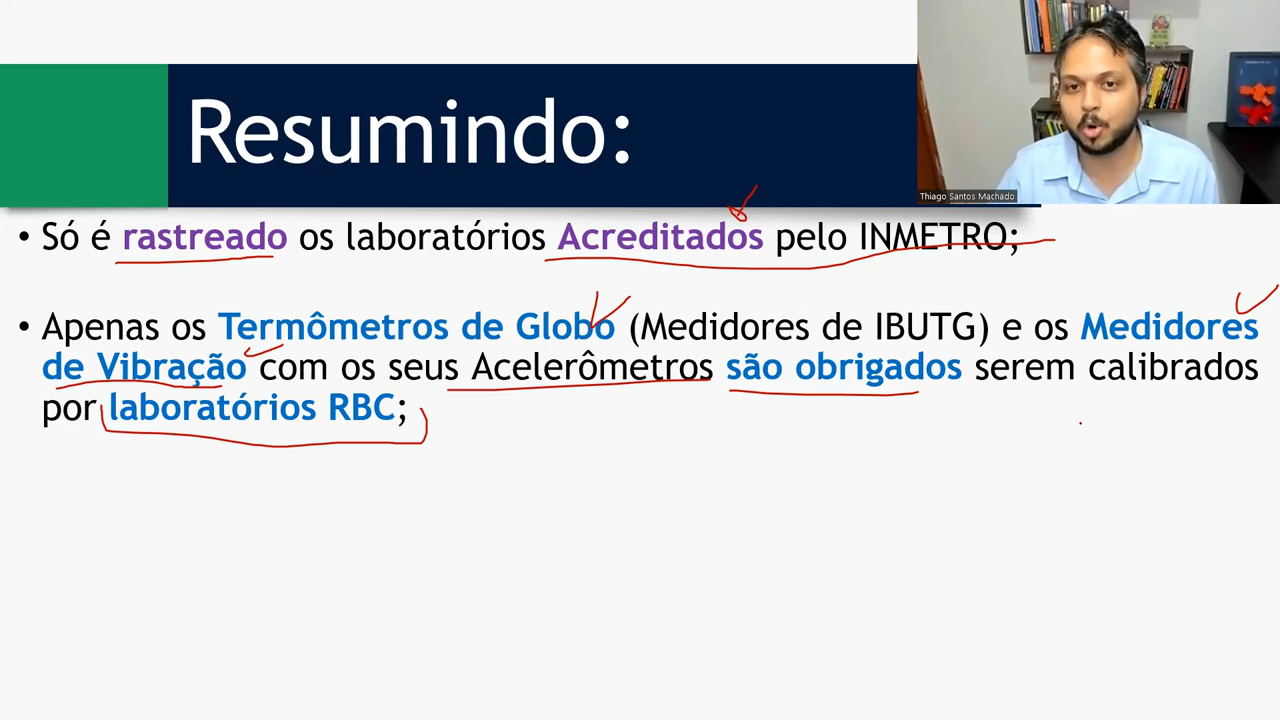 Resumindo:
Thiago Santos Machado
• Só é rastreado os laboratórios Acreditados pelo INMETRO;
• Apenas os Termômetros de Globo (Medidores de IBUTG) e os Medidores
de Vibração com os seus Acelerômetros são obrigados serem calibrados
por laboratórios RBC;